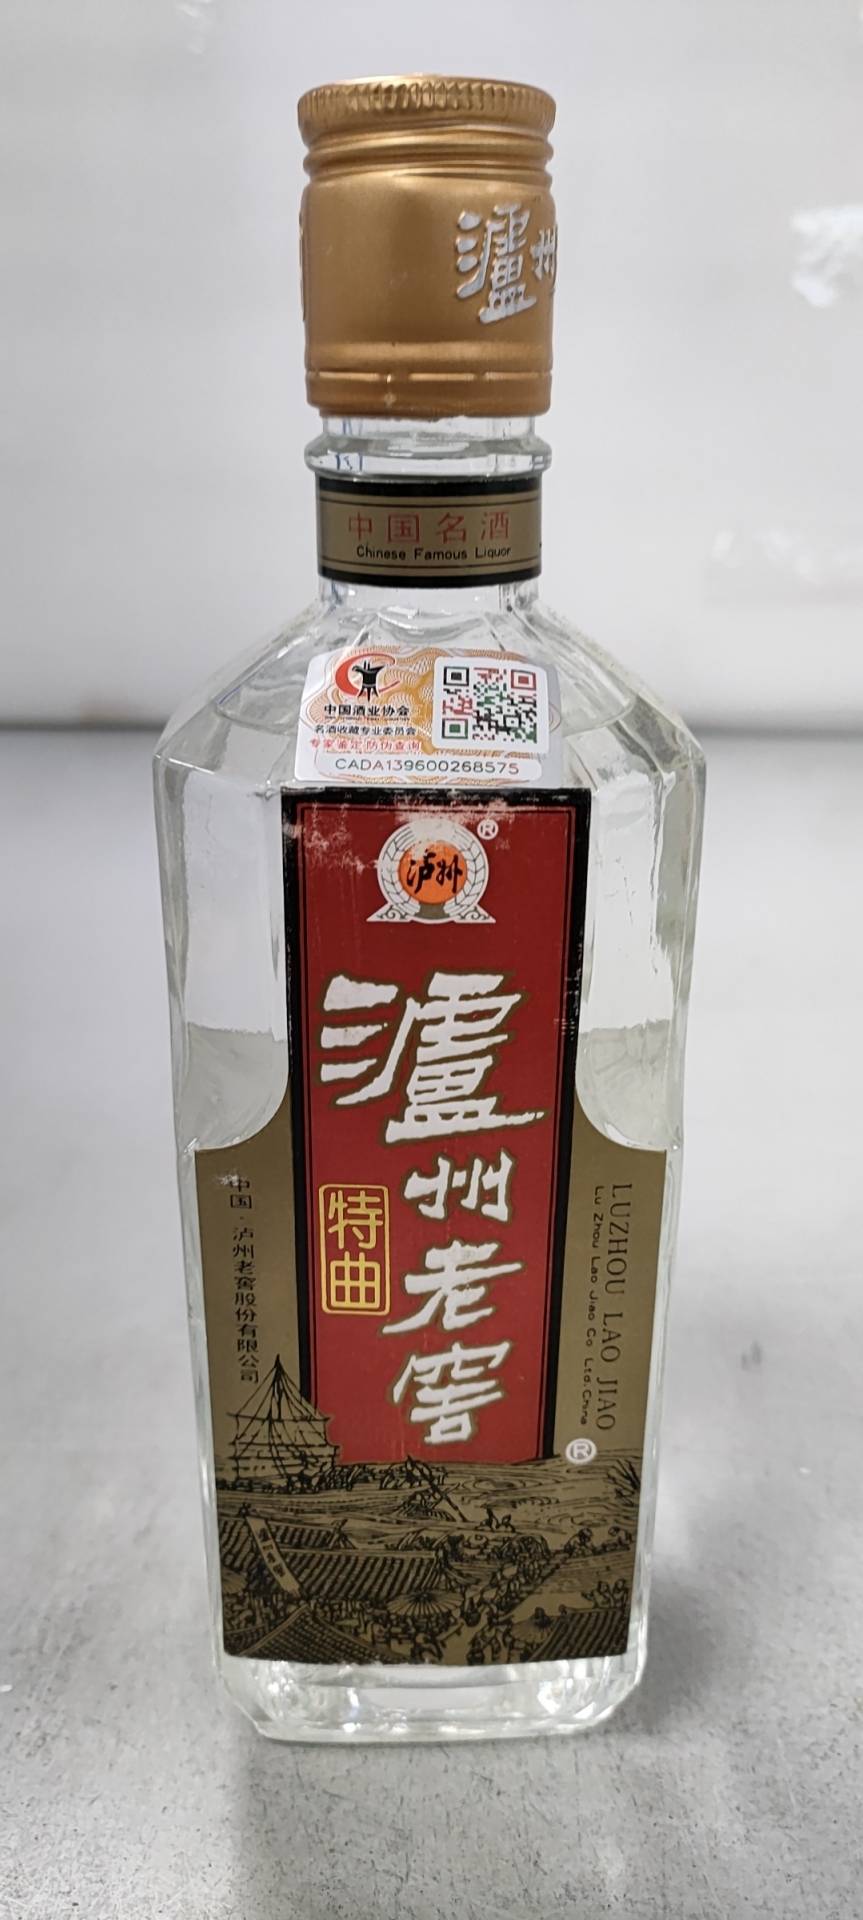 瀘州
中国名酒
Chinese Famous Liquor
中国酒业协会
名酒收藏专业委员会
专家鉴定 防伪查询
CADA139600268575
泸州
®
瀘州老窖
特曲
中国·泸州老窖股份有限公司
LUZHOU LAO JIAO
Lu Zhou Lao Jiao Co Ltd. China
®